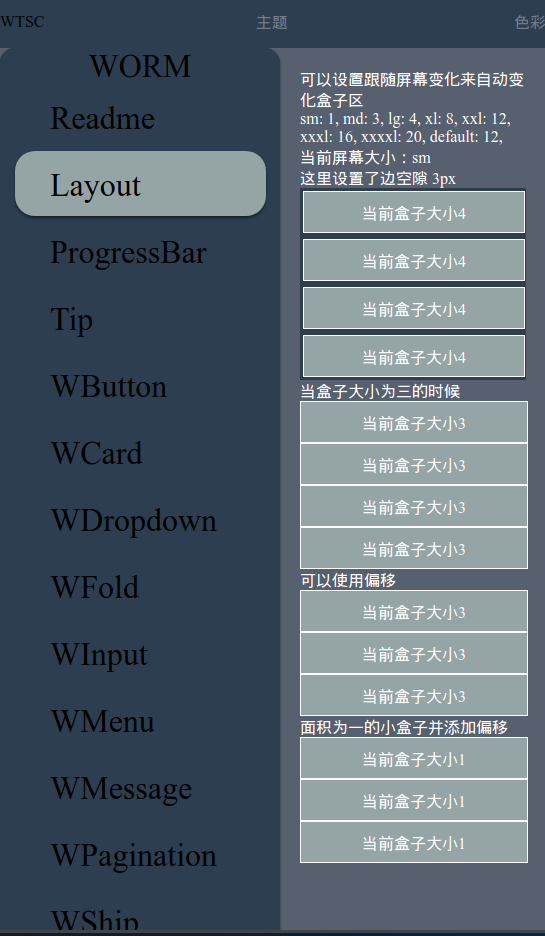 WTSC 主题 色彩
WORM
Readme
Layout
ProgressBar
Tip
WButton
WCard
WDropdown
WFold
WInput
WMenu
WMessage
WPagination
WShip
可以设置跟随屏幕变化来自动变
化盒子区
sm: 1, md: 3, lg: 4, xl: 8, xxl: 12,
xxxl: 16, xxxxl: 20, default: 12,
当前屏幕大小：sm
这里设置了边空隙 3px
当前盒子大小4
当前盒子大小4
当前盒子大小4
当前盒子大小4
当盒子大小为三的时候
当前盒子大小3
当前盒子大小3
当前盒子大小3
当前盒子大小3
可以使用偏移
当前盒子大小3
当前盒子大小3
当前盒子大小3
面积为一的小盒子并添加偏移
当前盒子大小1
当前盒子大小1
当前盒子大小1